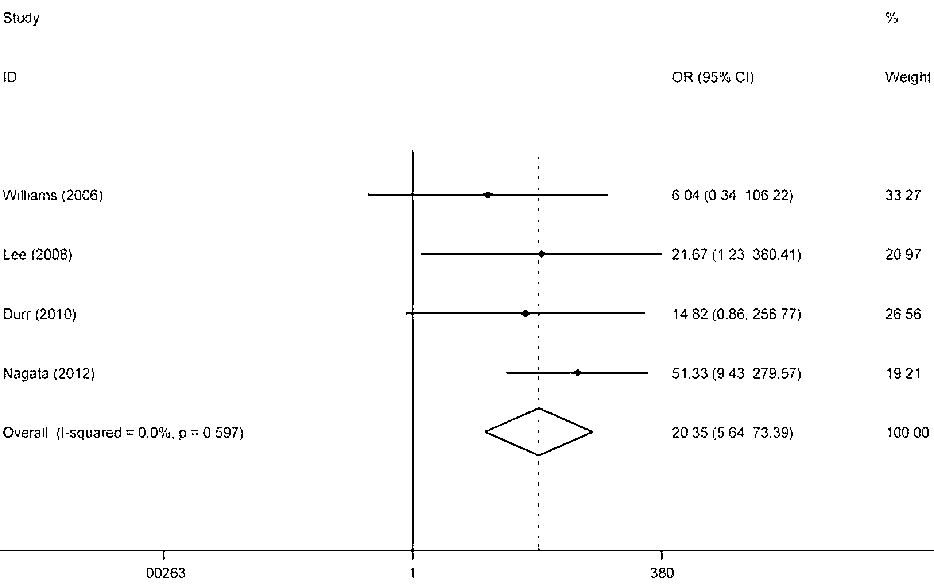 Study %
ID OR (95% CI) Weight
Williams (2006) 6 04 (0 34 106 22) 33 27
Lee (2008) 21.67 (1 23 380.41) 20 97
Durr (2010) 14 82 (0.86, 256 77) 26 56
Nagata (2012) 51.33 (9 43 279.57) 19 21
Overall (I-squared = 0.0%, p = 0 597) 20 35 (5 64 73.39) 100 00
00263 1 380